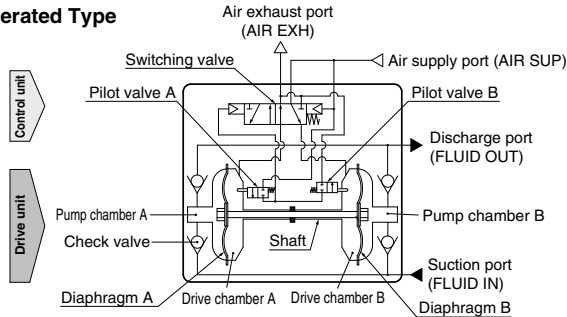 erated Type
Air exhaust port
(AIR EXH)
Switching valve
Air supply port (AIR SUP)
Pilot valve A
Pilot valve B
Control unit
Discharge port
(FLUID OUT)
Drive unit
Pump chamber A
Pump chamber B
Check valve
Shaft
Suction port
(FLUID IN)
Diaphragm A
Drive chamber A
Drive chamber B
Diaphragm B